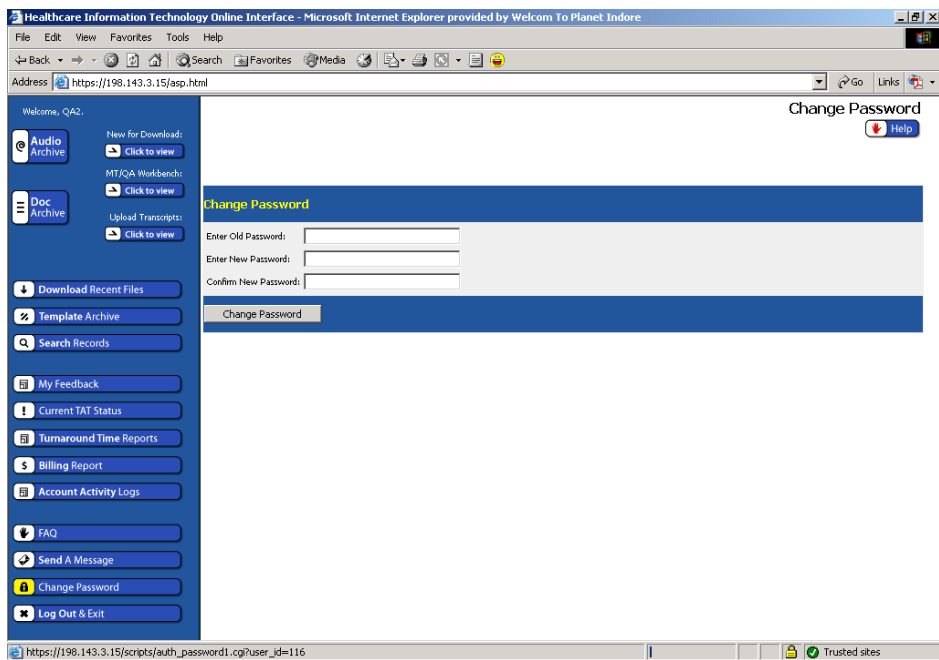 Healthcare Information Technology Online Interface - Microsoft Internet Explorer provided by Welcom To Planet Indore
File Edit View Favorites Tools Help
Back Search Favorites Media
Address https://198.143.3.15/asp.html Go Links
Welcome, QA2.
Change Password
Help
Audio Archive
New for Download:
Click to view
MT/QA Workbench:
Click to view
Doc Archive
Upload Transcripts:
Click to view
Change Password
Enter Old Password:
Enter New Password:
Confirm New Password:
Change Password
Download Recent Files
Template Archive
Search Records
My Feedback
Current TAT Status
Turnaround Time Reports
Billing Report
Account Activity Logs
FAQ
Send A Message
Change Password
Log Out & Exit
https://198.143.3.15/scripts/auth_password1.cgi?user_id=116
Trusted sites